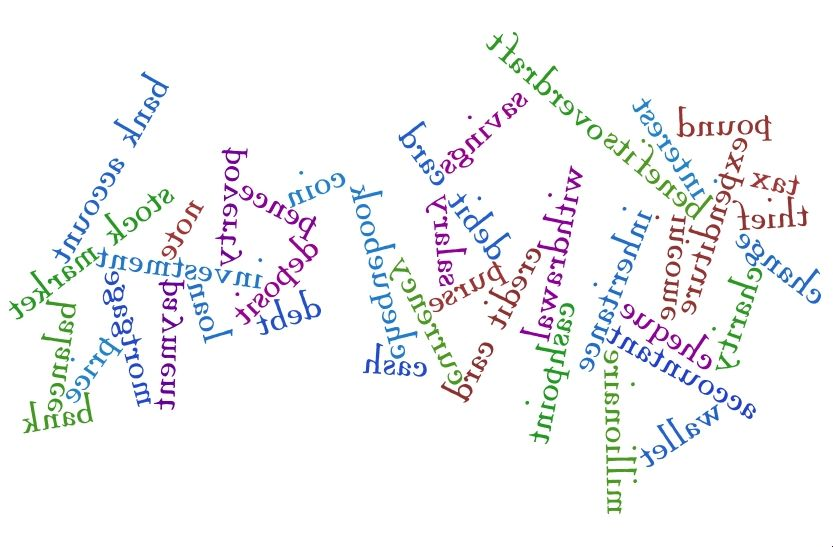 bank account
stock market
note
poverty
pence
coin
investment
deposit
debt
loan
payment
mortgage
price
balance
bank
chequebook
cash
currency
card
debit
savings
salary
purse
credit card
overdraft
benefits
withdrawal
cashpoint
interest
pound
expenditure
tax
thief
income
change
charity
inheritance
cheque
accountant
wallet
millionaire